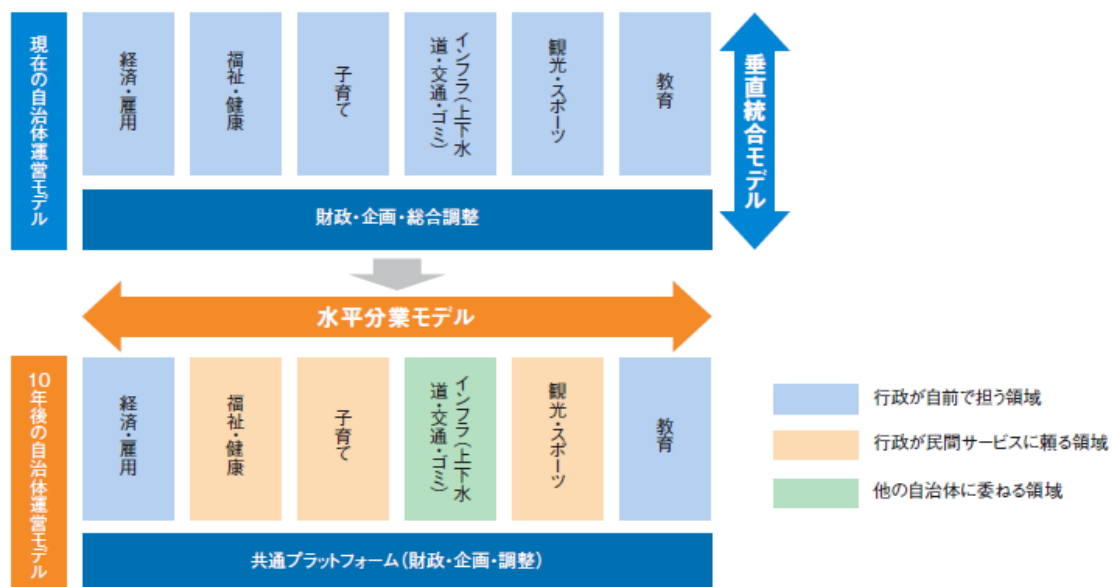 現在の自治体運営モデル
経済・雇用
福祉・健康
子育て
インフラ(上下水
道・交通・ゴミ)
観光・スポーツ
教育
垂直統合モデル
財政・企画・総合調整
水平分業モデル
10年後の自治体運営モデル
経済・雇用
福祉・健康
子育て
インフラ(上下水
道・交通・ゴミ)
観光・スポーツ
教育
行政が自前で担う領域
行政が民間サービスに頼る領域
他の自治体に委ねる領域
共通プラットフォーム(財政・企画・調整)